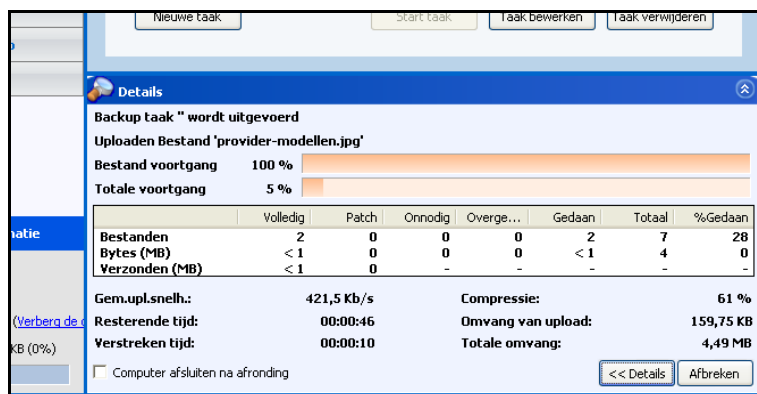 Nieuwe taak Start taak Taak bewerken Taak verwijderen
Details
Backup taak '' wordt uitgevoerd
Uploaden Bestand 'provider-modellen.jpg'
Bestand voortgang 100 %
Totale voortgang 5 %
Volledig Patch Onnodig Overge... Gedaan Totaal %Gedaan
Bestanden 2 0 0 0 2 7 28
Bytes (MB) < 1 0 0 0 < 1 4 0
Verzonden (MB) < 1 0 - - - - -
Gem.upl.snelh.: 421,5 Kb/s Compressie: 61 %
Resterende tijd: 00:00:46 Omvang van upload: 159,75 KB
Verstreken tijd: 00:00:10 Totale omvang: 4,49 MB
Computer afsluiten na afronding << Details Afbreken
natie
(Verberg de
KB (0%)